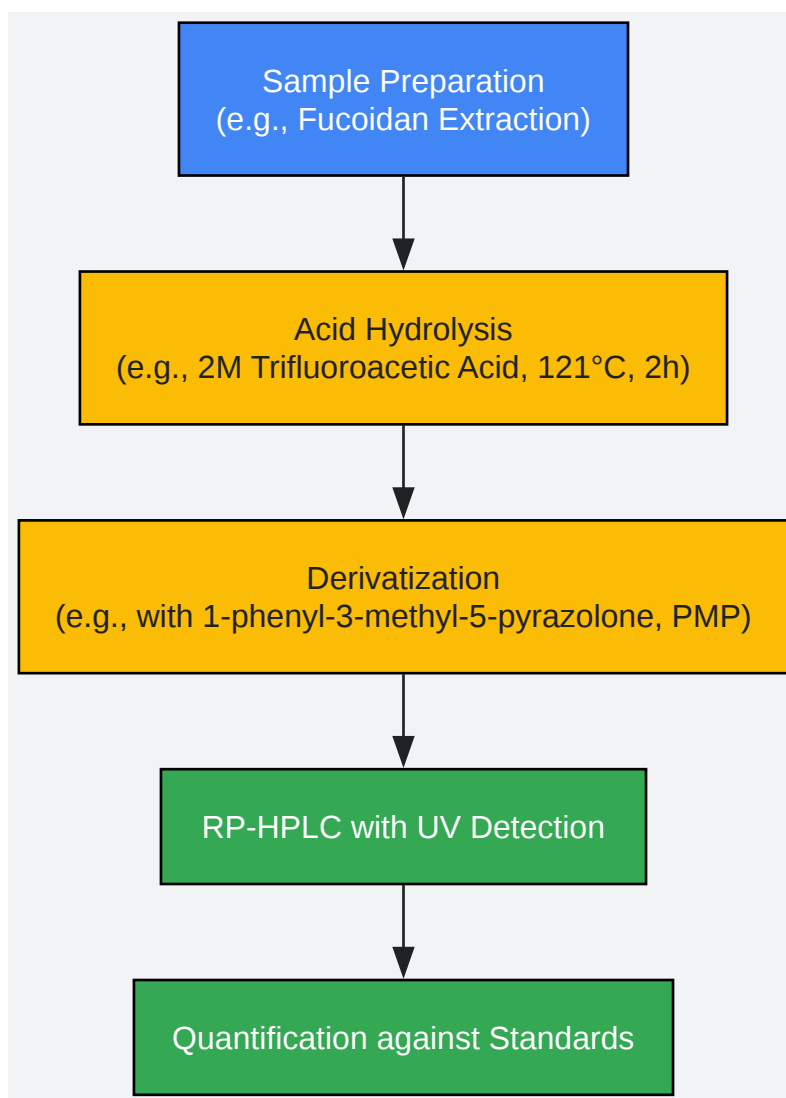 Sample Preparation
(e.g., Fucoidan Extraction)
Acid Hydrolysis
(e.g., 2M Trifluoroacetic Acid, 121°C, 2h)
Derivatization
(e.g., with 1-phenyl-3-methyl-5-pyrazolone, PMP)
RP-HPLC with UV Detection
Quantification against Standards